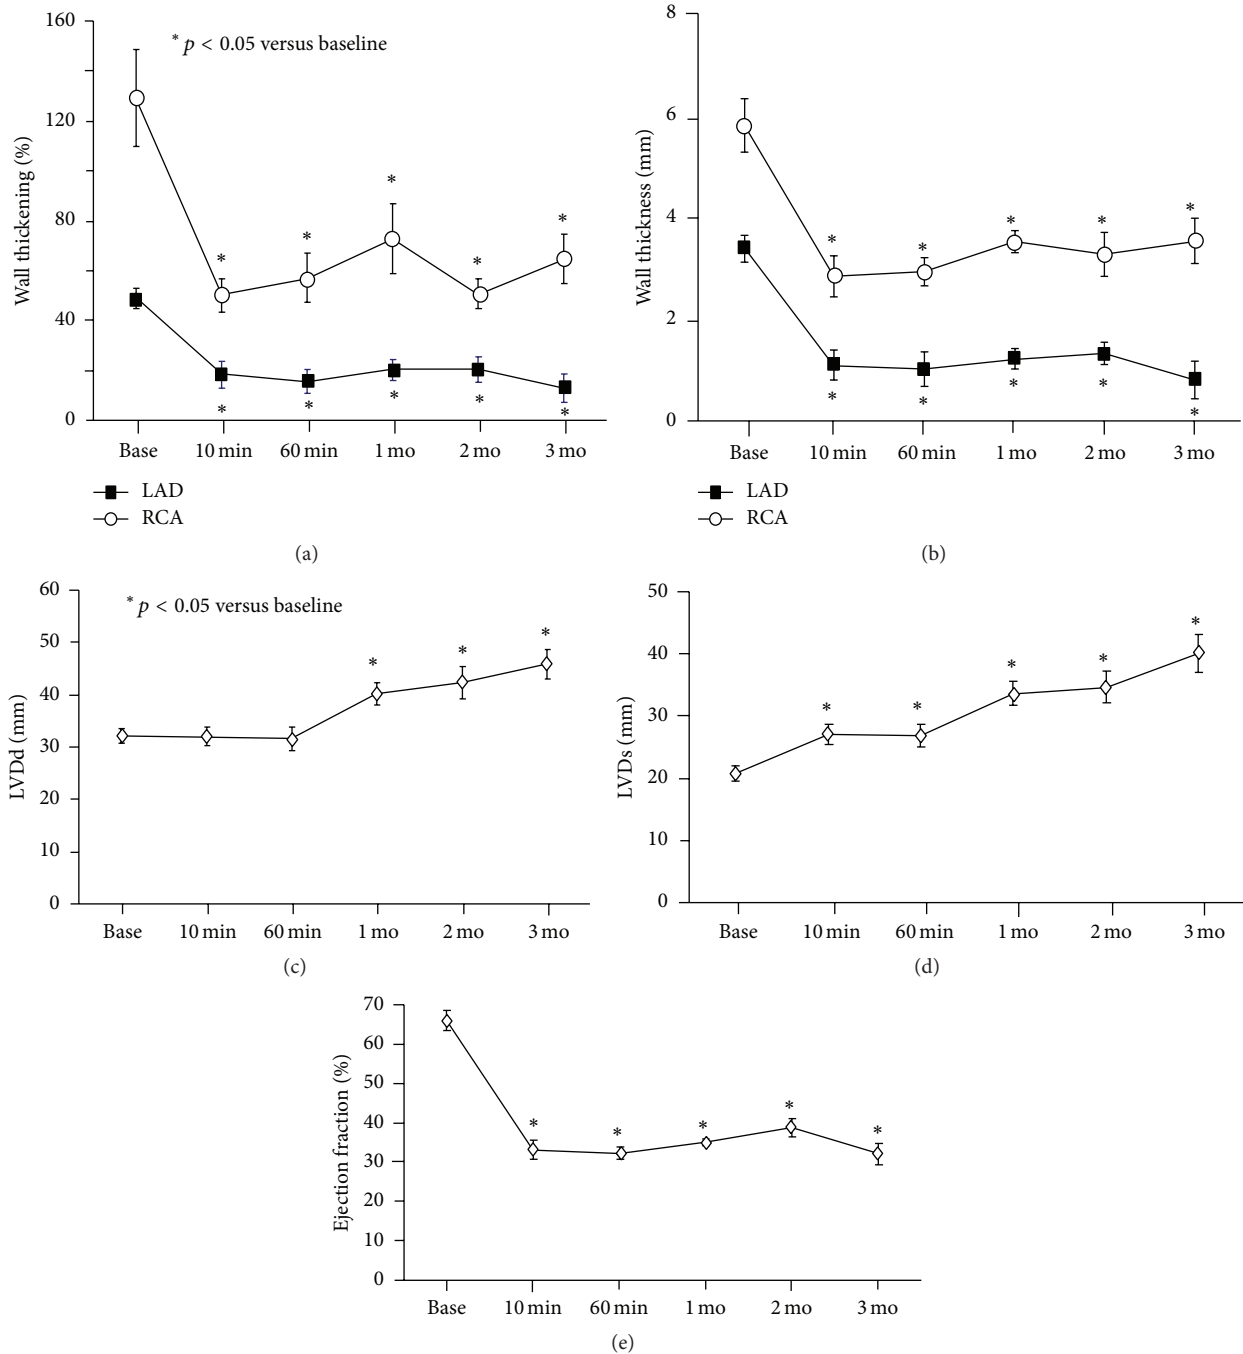 160
120
80
40
0
Wall thickening (%)
* p < 0.05 versus baseline
* * * * *
* * * * *
Base 10 min 60 min 1 mo 2 mo 3 mo
LAD
RCA
(a)
8
6
4
2
0
Wall thickness (mm)
* * * * *
* * * * *
Base 10 min 60 min 1 mo 2 mo 3 mo
LAD
RCA
(b)
60
50
40
30
20
10
0
LVDd (mm)
* p < 0.05 versus baseline
* * *
Base 10 min 60 min 1 mo 2 mo 3 mo
(c)
50
40
30
20
10
0
LVDs (mm)
* * * * *
Base 10 min 60 min 1 mo 2 mo 3 mo
(d)
70
60
50
40
30
20
10
0
Ejection fraction (%)
* * * * *
Base 10 min 60 min 1 mo 2 mo 3 mo
(e)